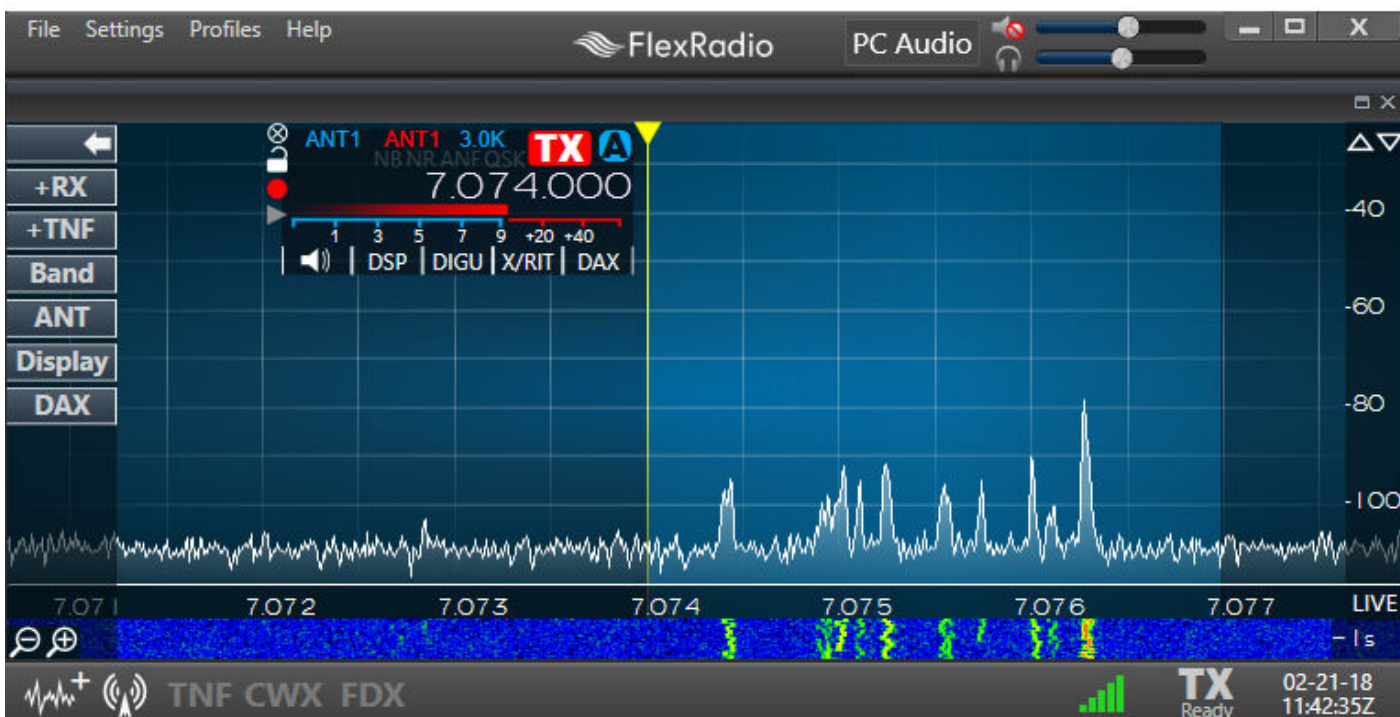 File Settings Profiles Help FlexRadio PC Audio X
ANT1 ANT1 3.0K TX A
NB NR ANF QSK
+RX 7.074.000
-40
+TNF 1 3 5 7 9 +20 +40
Band DSP DIGU X/RIT DAX
ANT -60
Display
DAX -80
-100
7.071 7.072 7.073 7.074 7.075 7.076 7.077 LIVE
-1s
TNF CWX FDX TX 02-21-18
Ready 11:42:35Z